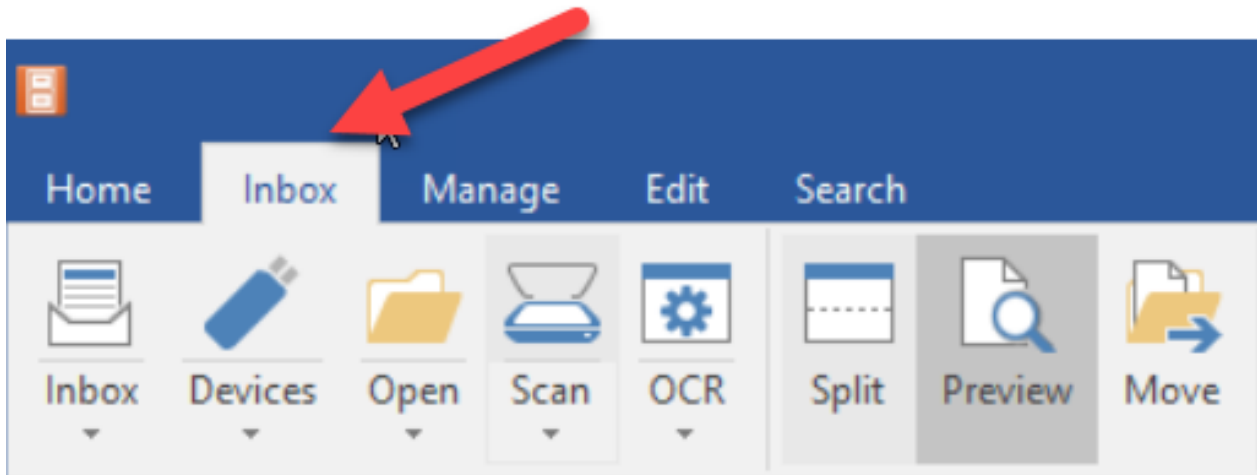 Home Inbox Manage Edit Search
Inbox Devices Open Scan OCR Split Preview Move